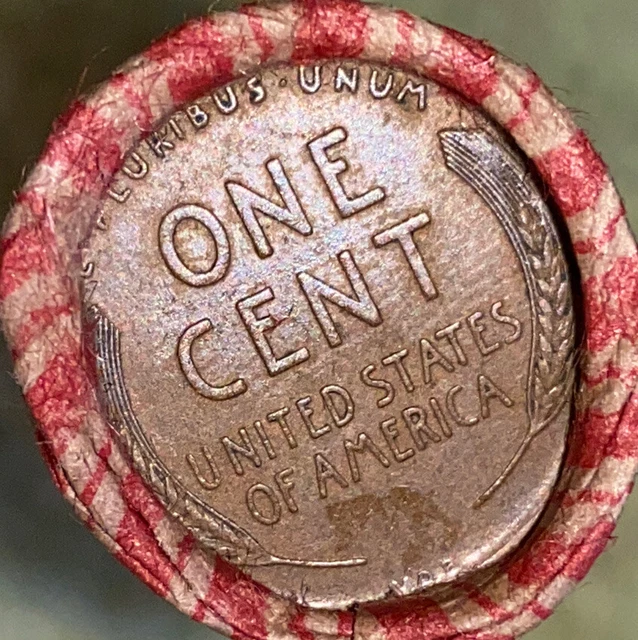 PLURIBUS · UNUM
ONE
CENT
UNITED STATES
OF AMERICA